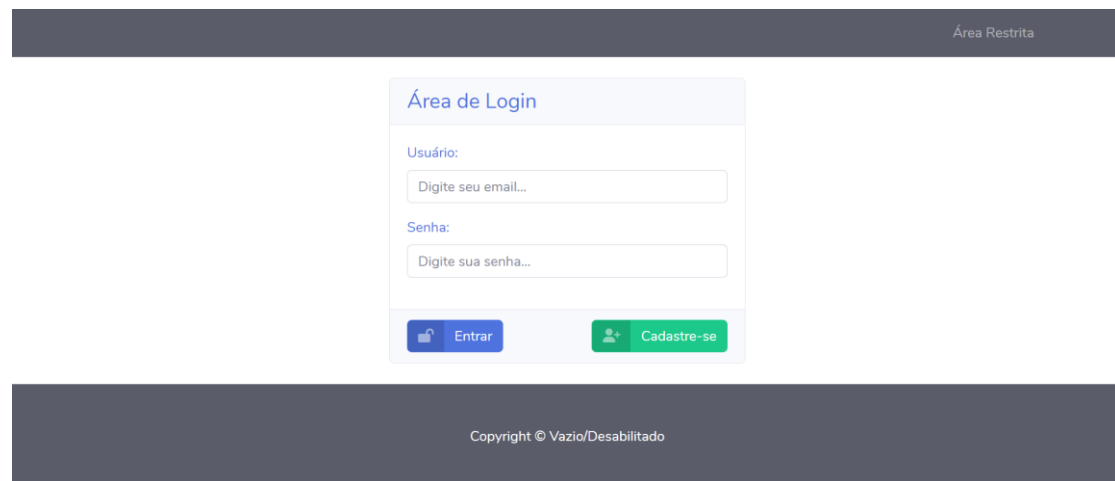 Área Restrita
Área de Login
Usuário:
Digite seu email...
Senha:
Digite sua senha...
Entrar
Cadastre-se
Copyright © Vazio/Desabilitado